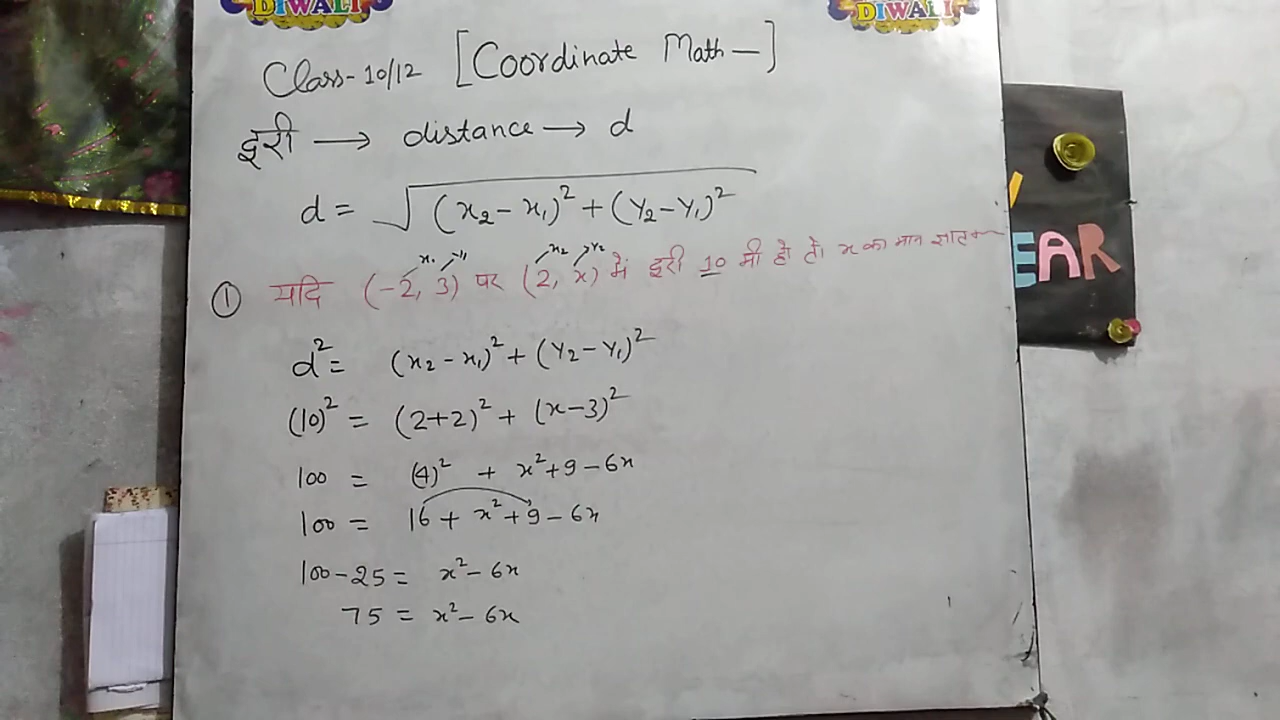 DIWALI
DIWALI
Class-10/12 [Coordinate Math-]
दूरी → distance → d
d = √(x₂ - x₁)² + (y₂ - y₁)²
x₁ y₁ x₂ y₂
① यदि (-2, 3) पर (2, x) में दूरी 10 मी हो तो x का मान ज्ञात
d² = (x₂ - x₁)² + (y₂ - y₁)²
(10)² = (2+2)² + (x-3)²
100 = (4)² + x² + 9 - 6x
100 = 16 + x² + 9 - 6x
100 - 25 = x² - 6x
75 = x² - 6x
EAR